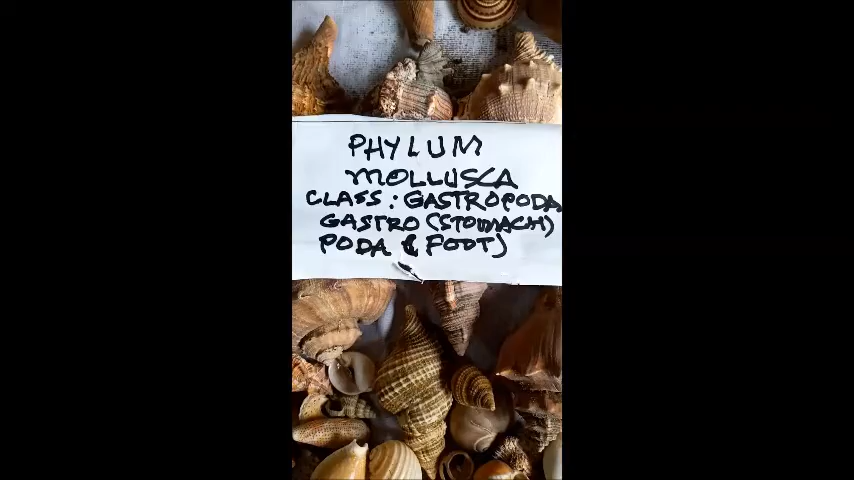 PHYLUM
MOLLUSCA
CLASS: GASTROPODA
GASTRO (STOMACH)
PODA (FOOT)